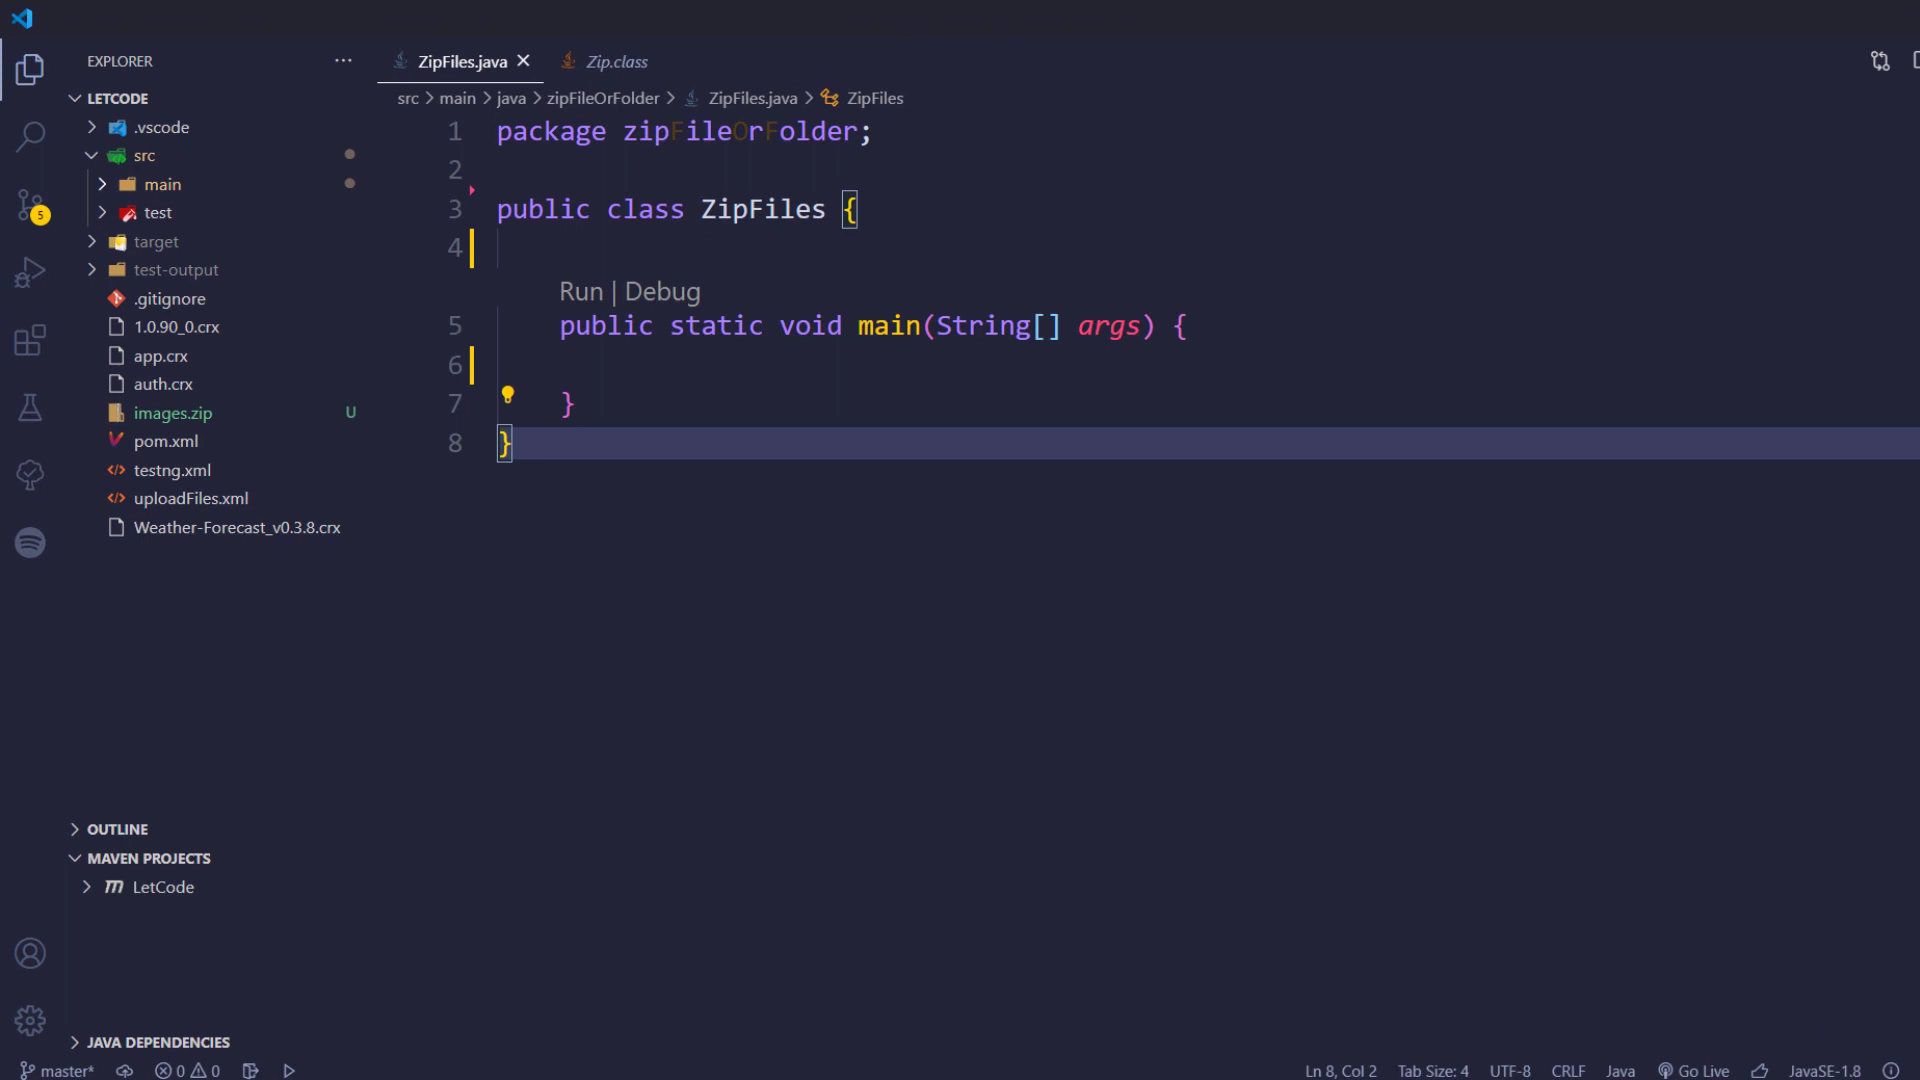 EXPLORER
LETCODE
.vscode
src
main
test
target
test-output
.gitignore
1.0.90_0.crx
app.crx
auth.crx
images.zip U
pom.xml
testng.xml
uploadFiles.xml
Weather-Forecast_v0.3.8.crx
OUTLINE
MAVEN PROJECTS
LetCode
JAVA DEPENDENCIES
5
ZipFiles.java Zip.class
src > main > java > zipFileOrFolder > ZipFiles.java > ZipFiles
1 package zipFileOrFolder;
2
3 public class ZipFiles {
4
Run | Debug
5 public static void main(String[] args) {
6
7 }
8 }
master* 0 0 Ln 8, Col 2 Tab Size: 4 UTF-8 CRLF Java Go Live JavaSE-1.8